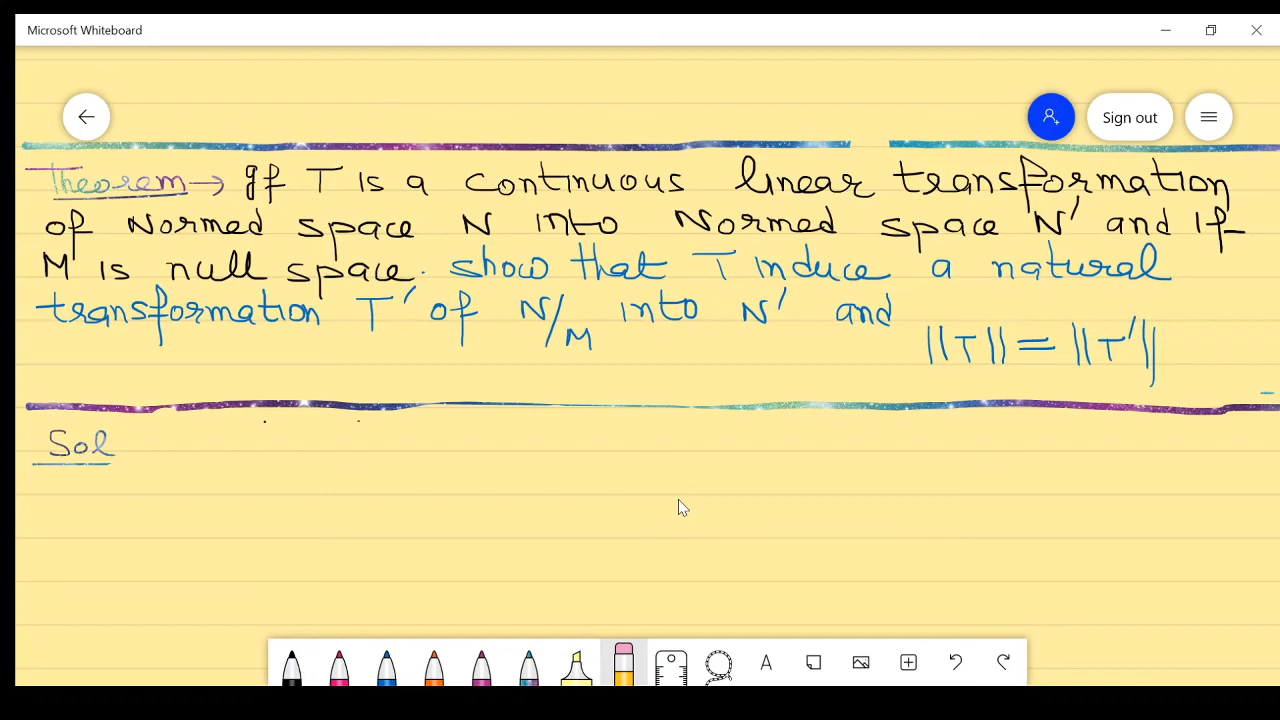 Microsoft Whiteboard
Sign out
Theorem→ If T is a continuous linear transformation
of Normed space N into Normed space N' and If
M is null space. show that T induce a natural
transformation T' of N/M into N' and
||T|| = ||T'||
Sol
A